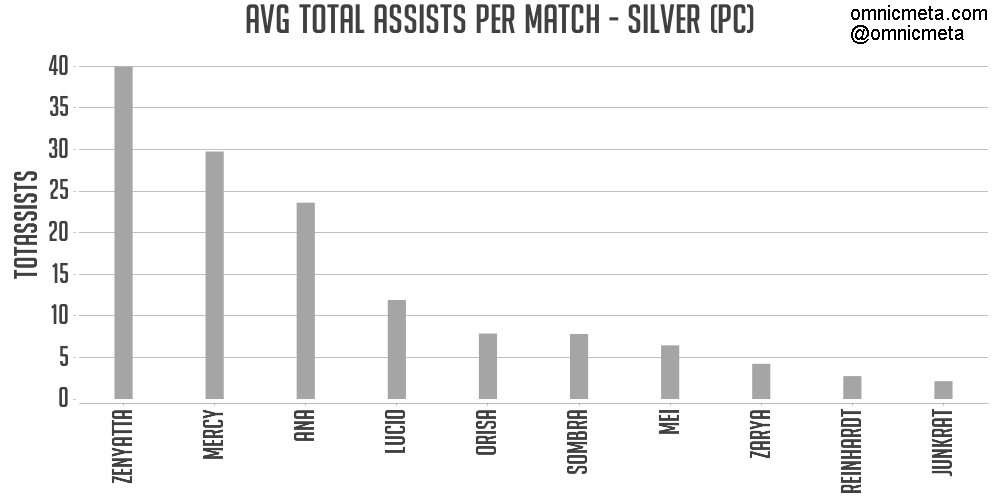 AVG TOTAL ASSISTS PER MATCH - SILVER (PC)
omnicmeta.com
@omnicmeta
TOTASSISTS
40
35
30
25
20
15
10
5
0
ZENYATTA
MERCY
ANA
LUCIO
ORISA
SOMBRA
MEI
ZARYA
REINHARDT
JUNKRAT